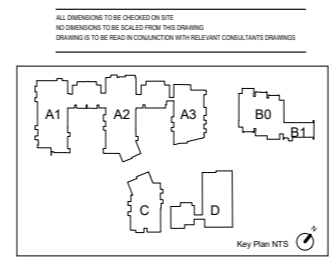 ALL DIMENSIONS TO BE CHECKED ON SITE
NO DIMENSIONS TO BE SCALED FROM THIS DRAWING
DRAWING IS TO BE READ IN CONJUNCTION WITH RELEVANT CONSULTANTS DRAWINGS
A1 A2 A3 B0
B1
C D
Key Plan NTS N